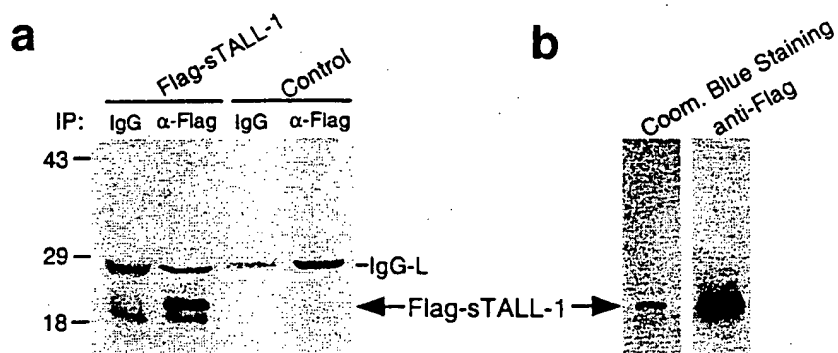 a
Flag-sTALL-1 Control
IP: IgG α-Flag IgG α-Flag
43
29
IgG-L
18
Flag-sTALL-1
b
Coom. Blue Staining
anti-Flag